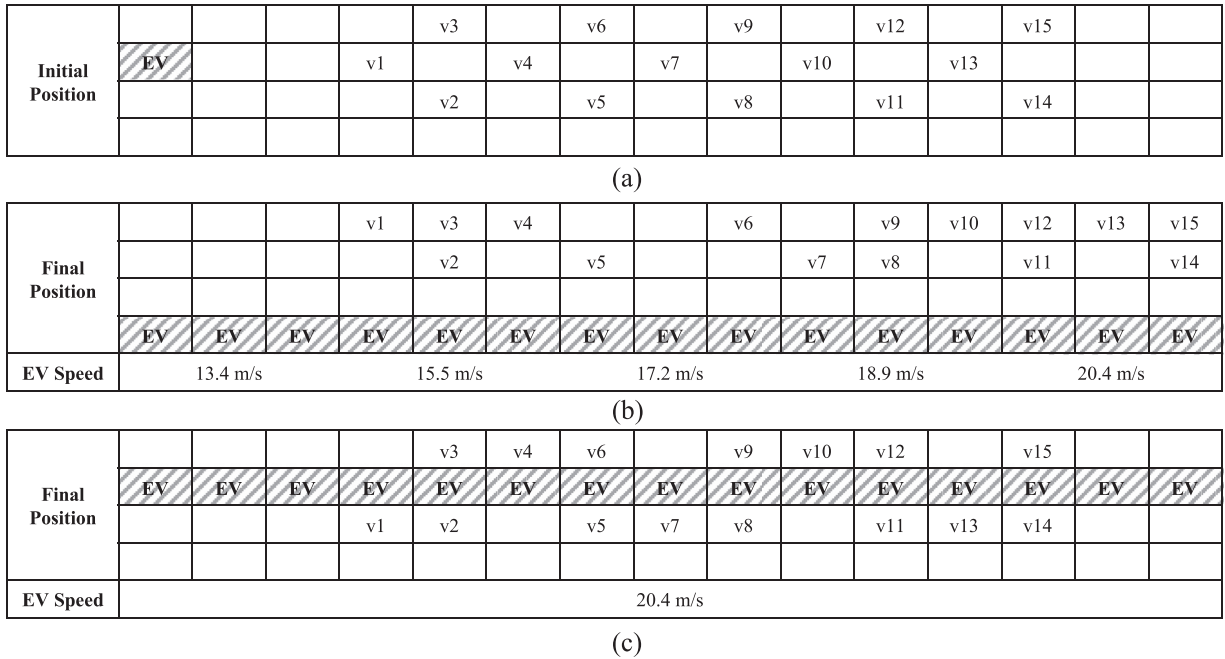 v3 v6 v9 v12 v15
Initial Position EV v1 v4 v7 v10 v13
v2 v5 v8 v11 v14
(a)
v1 v3 v4 v6 v9 v10 v12 v13 v15
Final Position v2 v5 v7 v8 v11 v14
EV EV EV EV EV EV EV EV EV EV EV EV EV EV EV
EV Speed 13.4 m/s 15.5 m/s 17.2 m/s 18.9 m/s 20.4 m/s
(b)
v3 v4 v6 v9 v10 v12 v15
Final Position EV EV EV EV EV EV EV EV EV EV EV EV EV EV EV
v1 v2 v5 v7 v8 v11 v13 v14
EV Speed 20.4 m/s
(c)